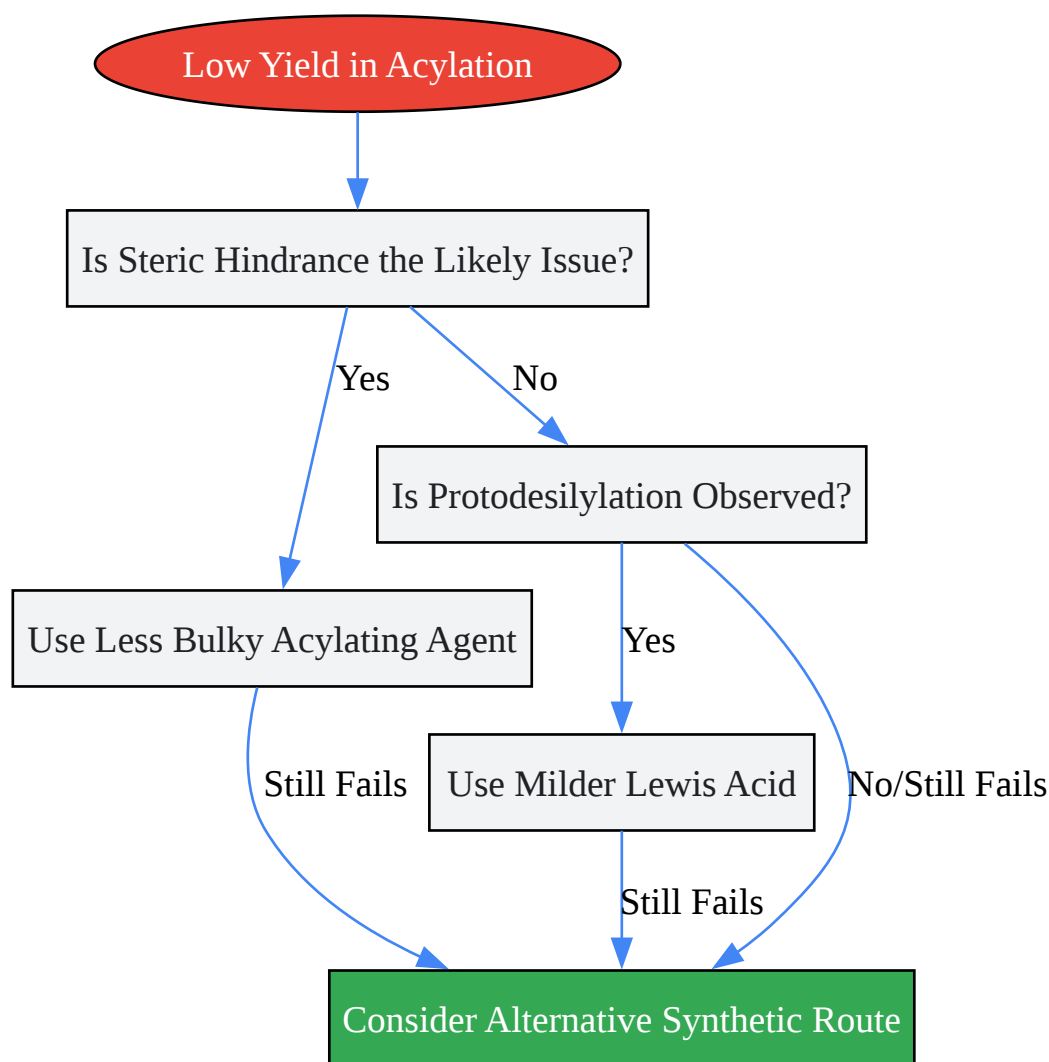 Low Yield in Acylation
Is Steric Hindrance the Likely Issue?
Yes
No
Is Protodesilylation Observed?
Use Less Bulky Acylating Agent
Yes
Still Fails
Use Milder Lewis Acid
No/Still Fails
Still Fails
Consider Alternative Synthetic Route